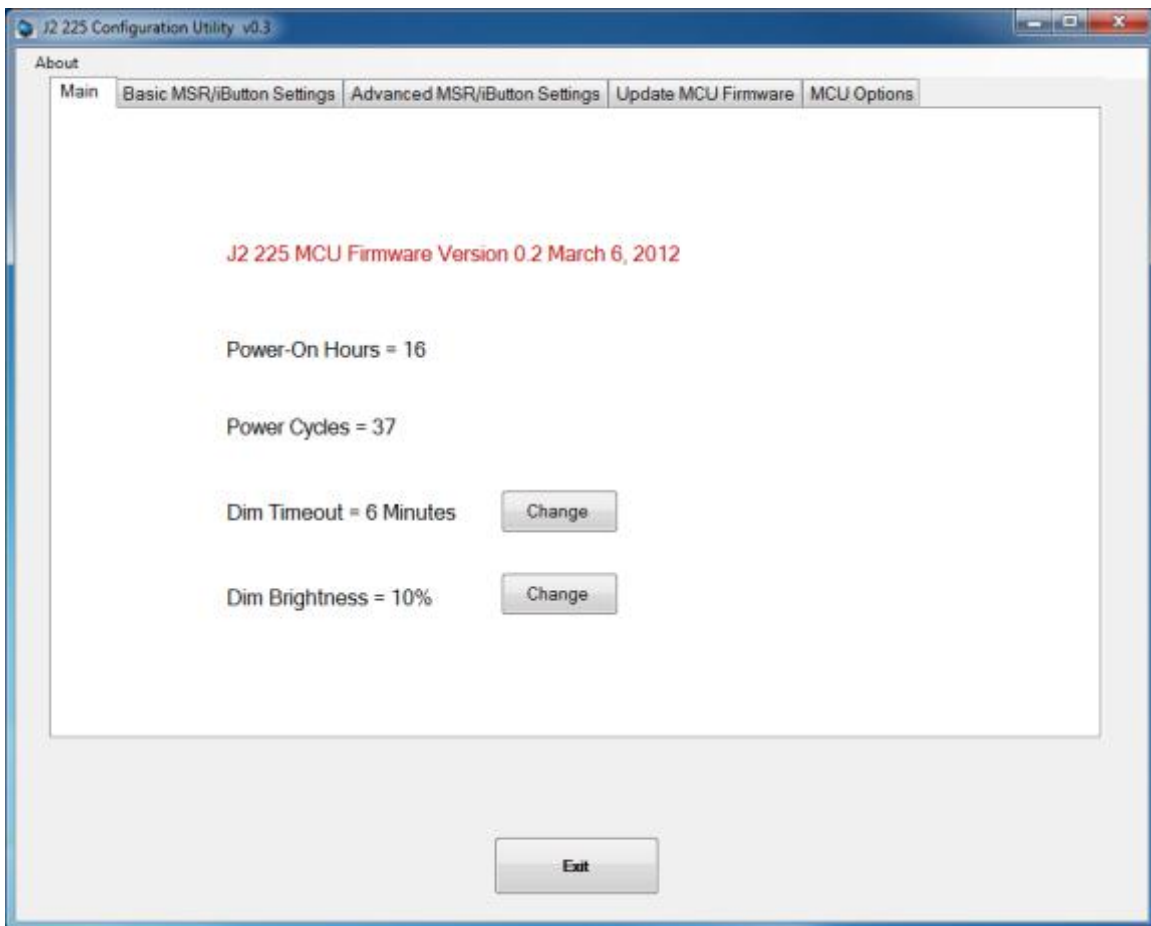 J2 225 Configuration Utility v0.3
About
Main Basic MSR/iButton Settings Advanced MSR/iButton Settings Update MCU Firmware MCU Options
J2 225 MCU Firmware Version 0.2 March 6, 2012
Power-On Hours = 16
Power Cycles = 37
Dim Timeout = 6 Minutes Change
Dim Brightness = 10% Change
Exit